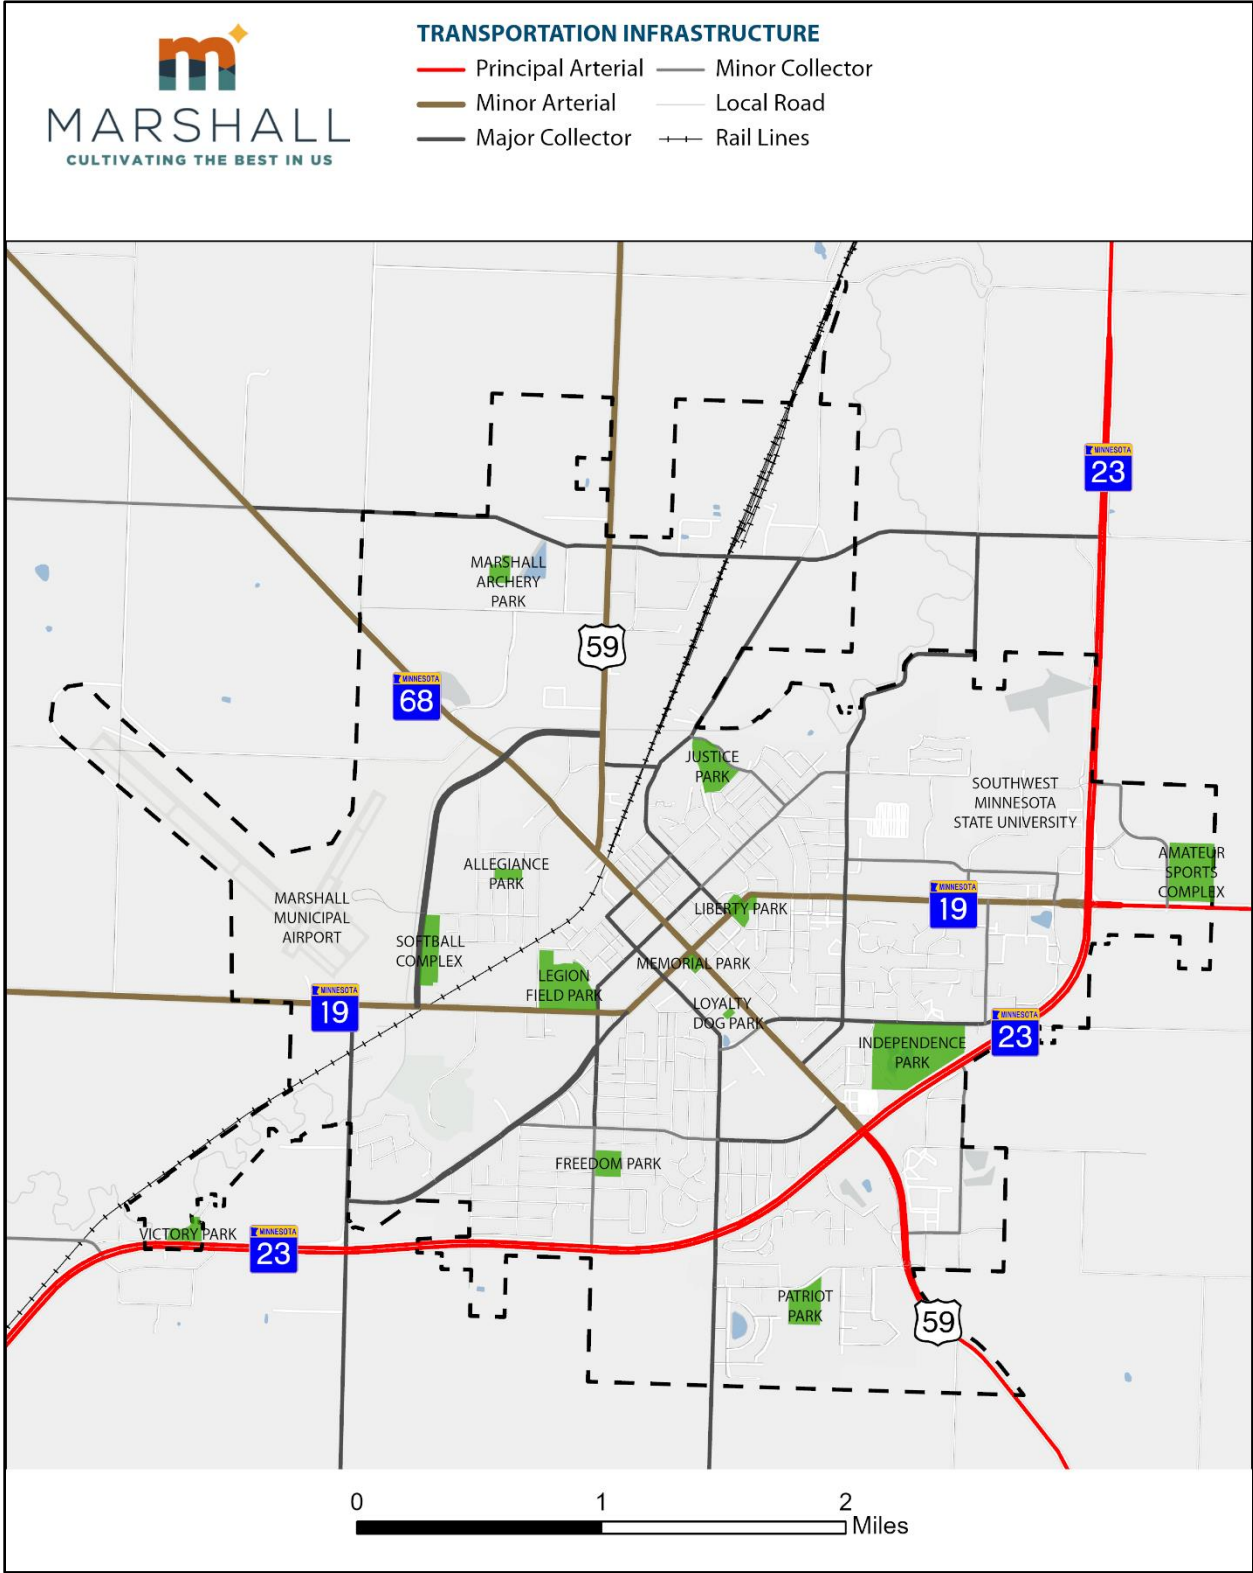 m
MARSHALL
CULTIVATING THE BEST IN US
TRANSPORTATION INFRASTRUCTURE
Principal Arterial
Minor Collector
Minor Arterial
Local Road
Major Collector
Rail Lines
MINNESOTA
23
MARSHALL
ARCHERY
PARK
59
MINNESOTA
68
JUSTICE
PARK
SOUTHWEST
MINNESOTA
STATE UNIVERSITY
ALLEGIANCE
PARK
AMATEUR
SPORTS
COMPLEX
MARSHALL
MUNICIPAL
AIRPORT
LIBERTY PARK
MINNESOTA
19
SOFTBALL
COMPLEX
MEMORIAL PARK
LEGION
FIELD PARK
MINNESOTA
19
LOYALTY
DOG PARK
MINNESOTA
23
INDEPENDENCE
PARK
FREEDOM PARK
VICTORY PARK
MINNESOTA
23
PATRIOT
PARK
59
0 1 2
Miles